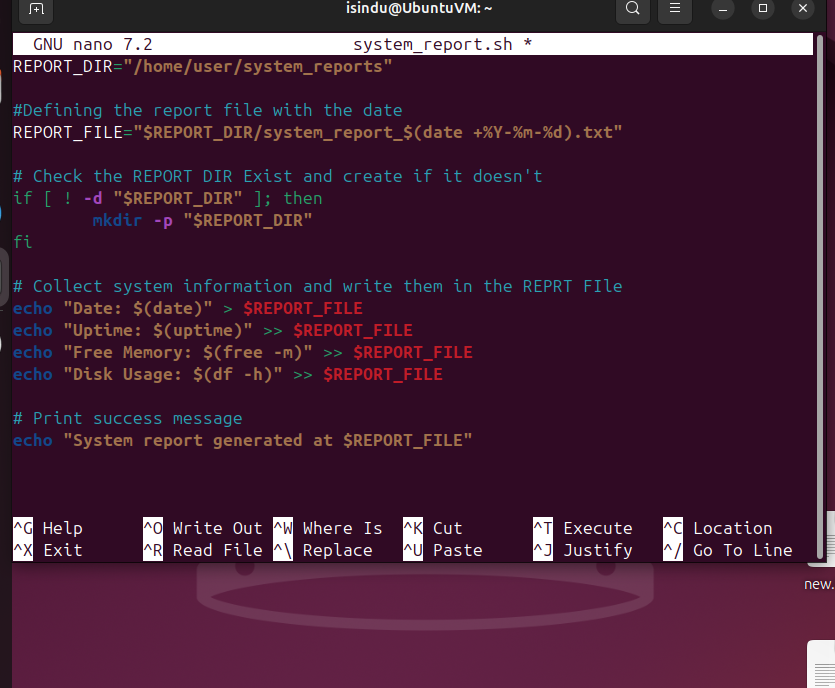 isindu@UbuntuVM: ~
GNU nano 7.2 system_report.sh *
REPORT_DIR="/home/user/system_reports"
#Defining the report file with the date
REPORT_FILE="$REPORT_DIR/system_report_$(date +%Y-%m-%d).txt"
# Check the REPORT DIR Exist and create if it doesn't
if [ ! -d "$REPORT_DIR" ]; then
        mkdir -p "$REPORT_DIR"
fi
# Collect system information and write them in the REPRT FIle
echo "Date: $(date)" > $REPORT_FILE
echo "Uptime: $(uptime)" >> $REPORT_FILE
echo "Free Memory: $(free -m)" >> $REPORT_FILE
echo "Disk Usage: $(df -h)" >> $REPORT_FILE
# Print success message
echo "System report generated at $REPORT_FILE"
^G Help ^O Write Out ^W Where Is ^K Cut ^T Execute ^C Location
^X Exit ^R Read File ^\ Replace ^U Paste ^J Justify ^/ Go To Line
new.